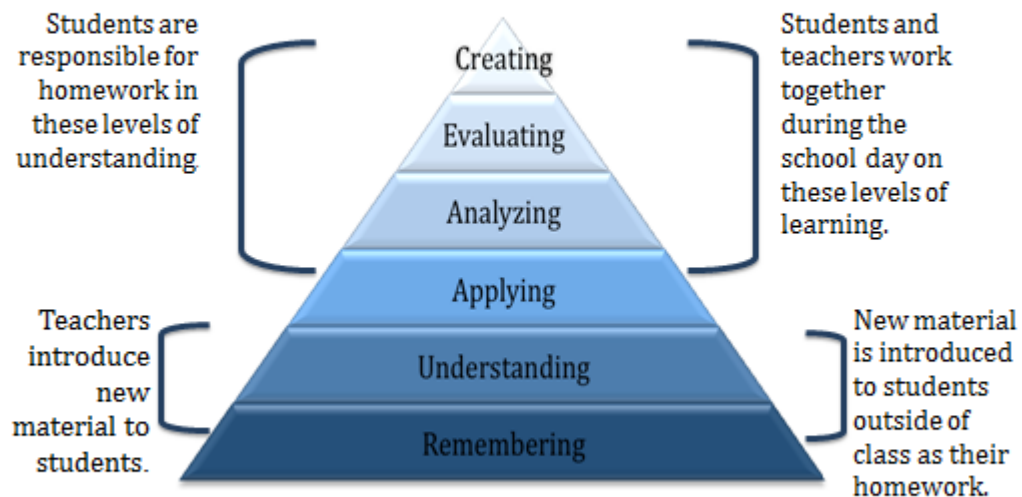 Students are
responsible for
homework in
these levels of
understanding
Teachers
introduce
new
material to
students.
Creating
Evaluating
Analyzing
Applying
Understanding
Remembering
Students and
teachers work
together
during the
school day on
these levels of
learning.
New material
is introduced
to students
outside of
class as their
homework.